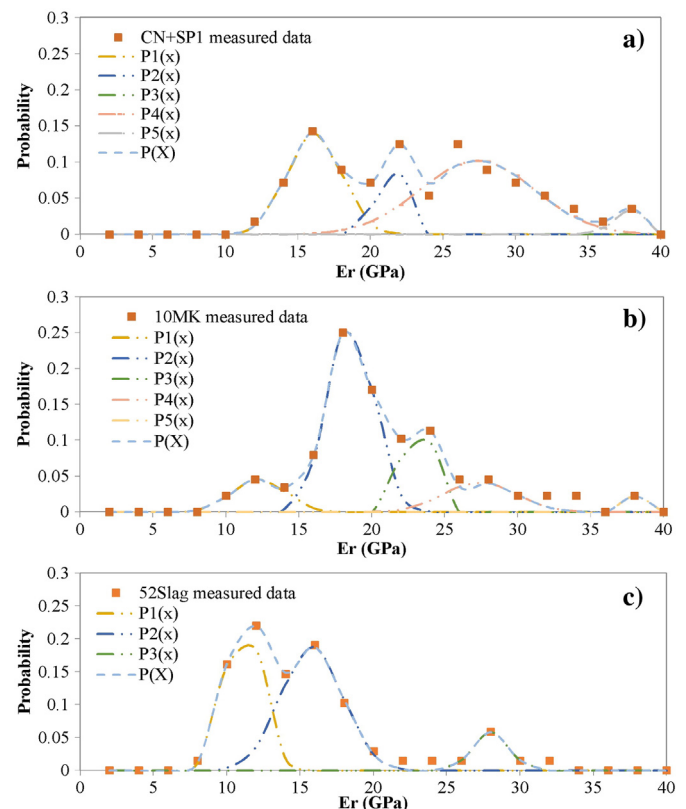 0.3
0.25
0.2
0.15
0.1
0.05
0
Probability
CN+SP1 measured data
P1(x)
P2(x)
P3(x)
P4(x)
P5(x)
P(X)
a)
0 5 10 15 20 25 30 35 40
Er (GPa)
0.3
0.25
0.2
0.15
0.1
0.05
0
Probability
10MK measured data
P1(x)
P2(x)
P3(x)
P4(x)
P5(x)
P(X)
b)
0 5 10 15 20 25 30 35 40
Er (GPa)
0.3
0.25
0.2
0.15
0.1
0.05
0
Probability
52Slag measured data
P1(x)
P2(x)
P3(x)
P(X)
c)
0 5 10 15 20 25 30 35 40
Er (GPa)